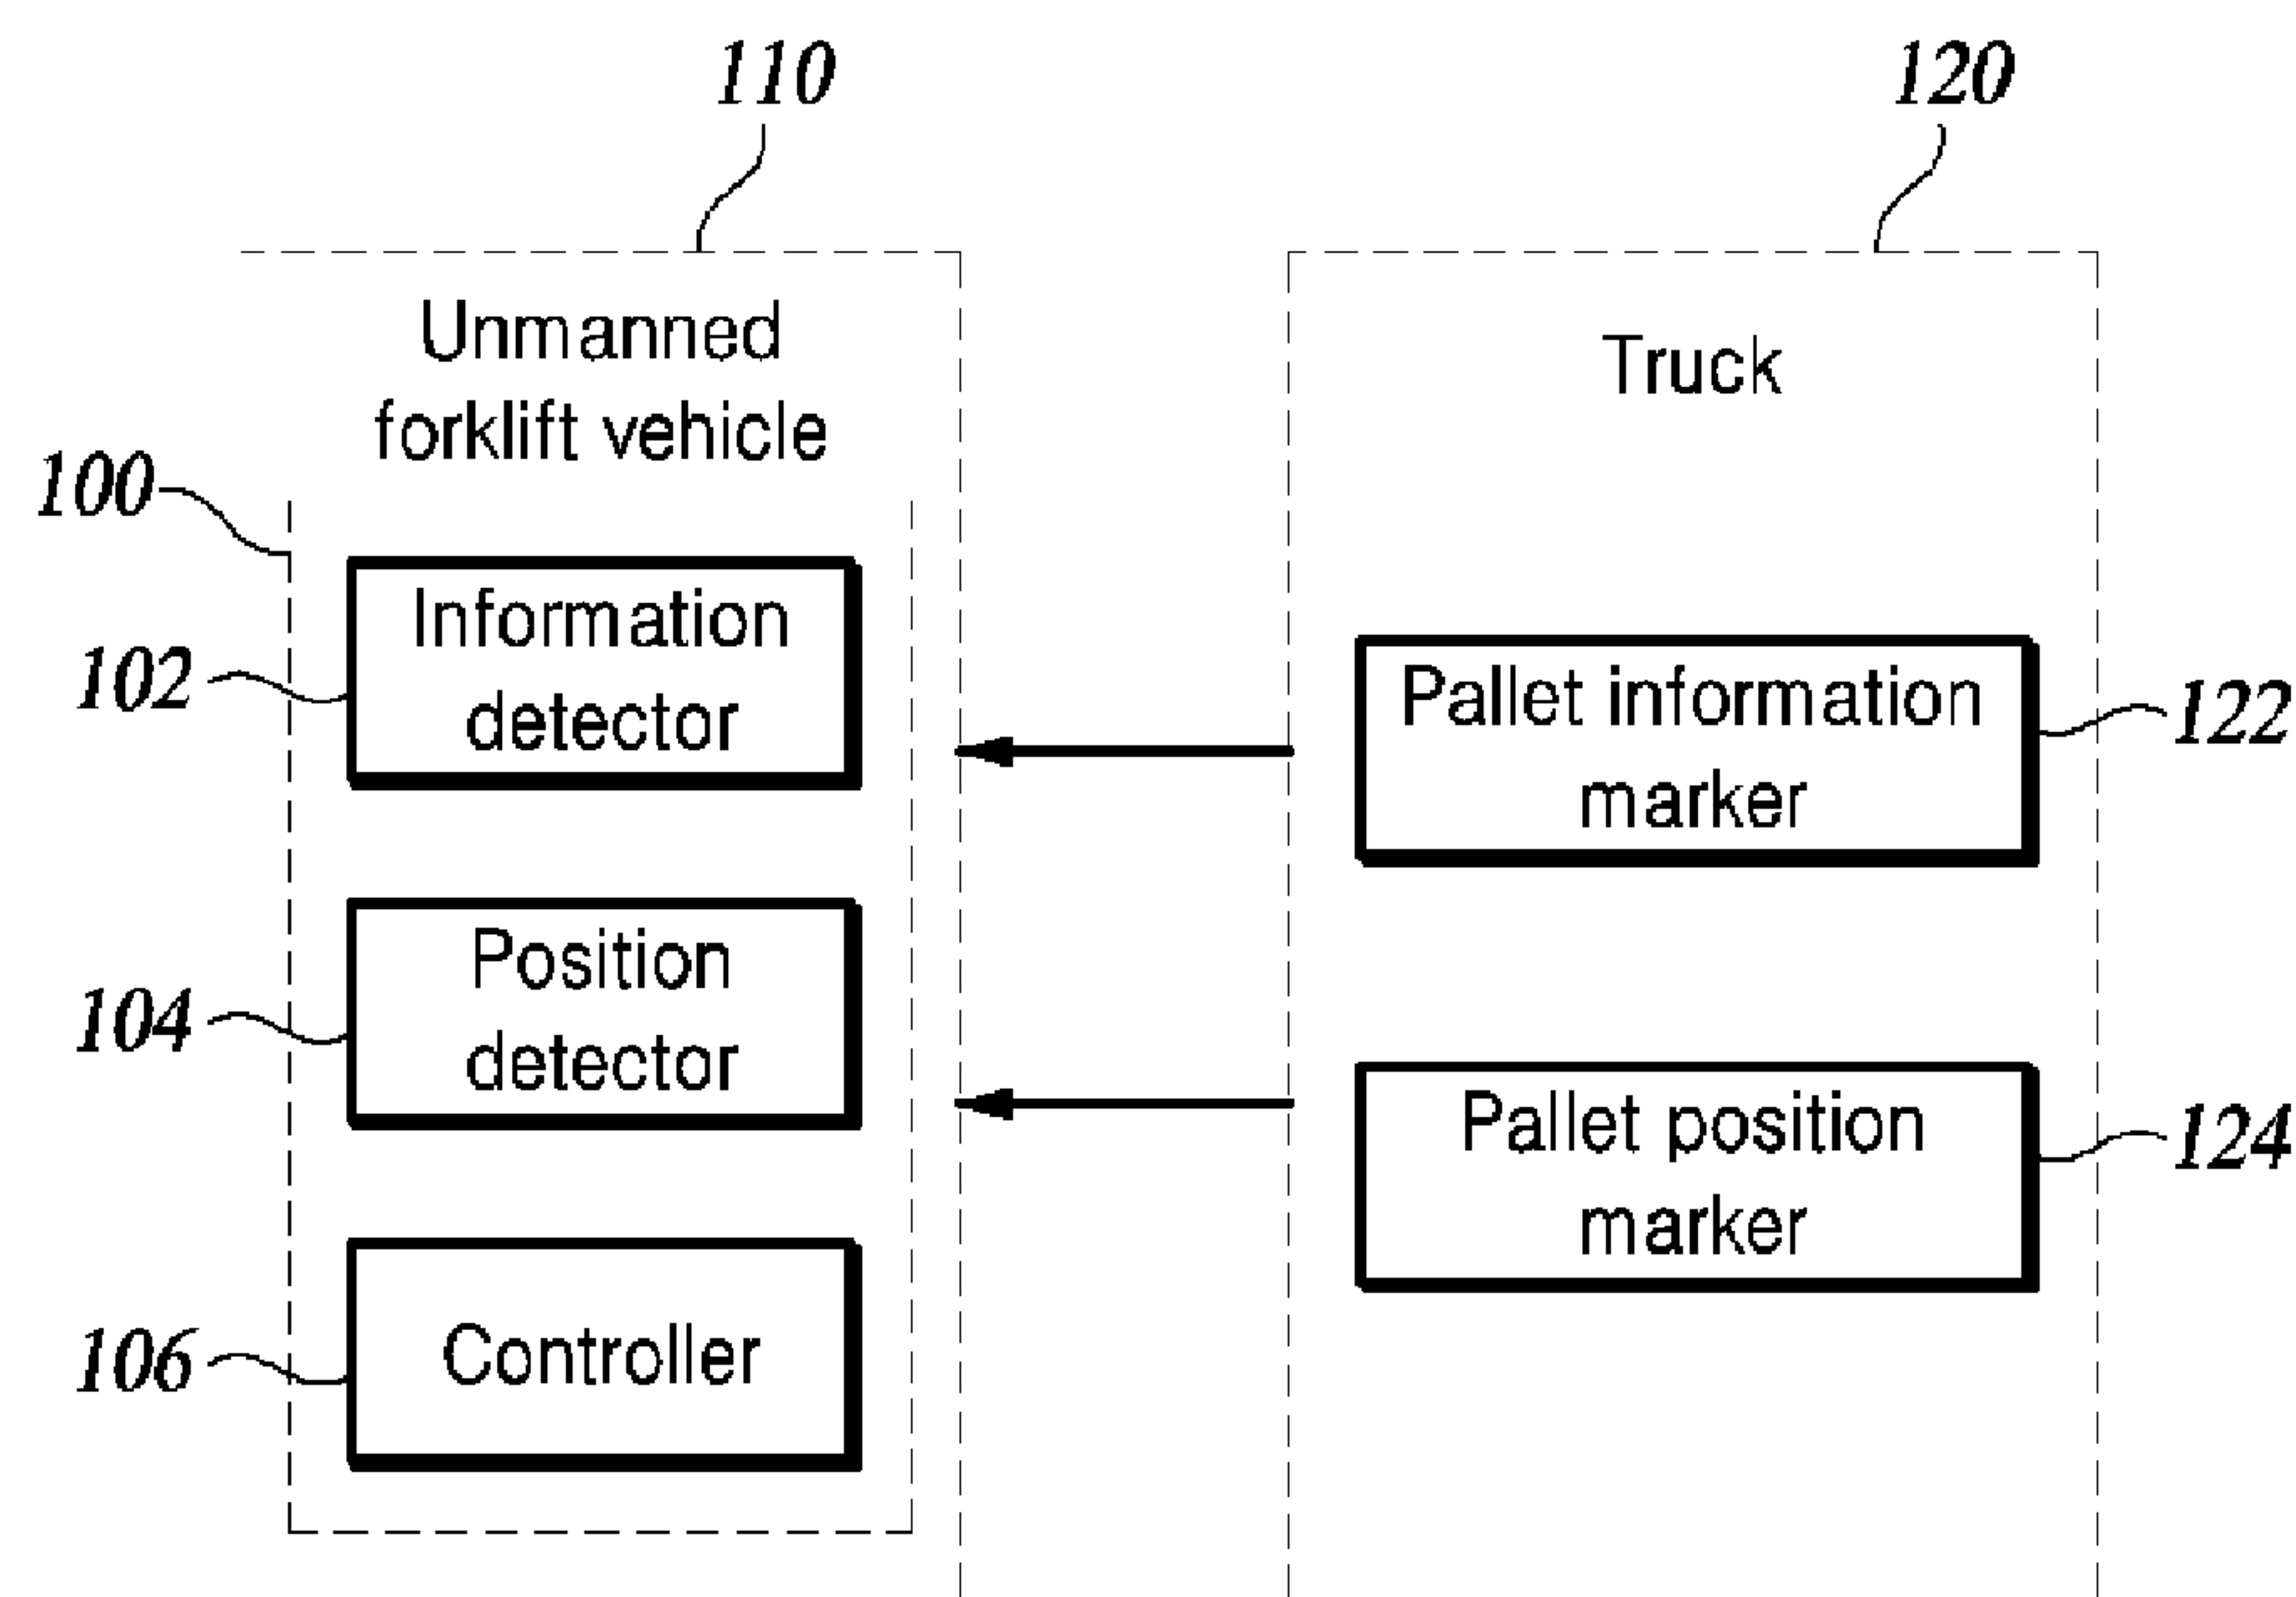 110
120
Unmanned
forklift vehicle
Truck
100
Information
detector
102
Pallet information
marker
122
Position
detector
104
Pallet position
marker
124
Controller
106